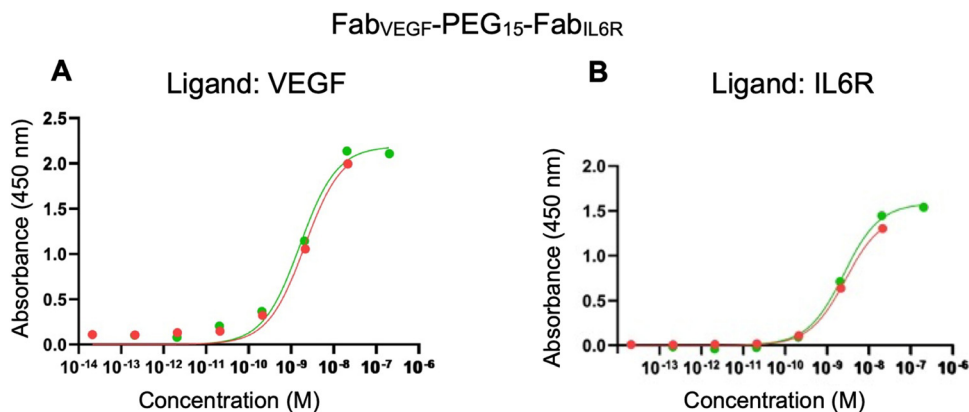 FabVEGF-PEG15-FabIL6R
A
Ligand: VEGF
Absorbance (450 nm)
2.5
2.0
1.5
1.0
0.5
0.0
10-14 10-13 10-12 10-11 10-10 10-9 10-8 10-7 10-6
Concentration (M)
B
Ligand: IL6R
Absorbance (450 nm)
2.0
1.5
1.0
0.5
0.0
10-13 10-12 10-11 10-10 10-9 10-8 10-7 10-6
Concentration (M)